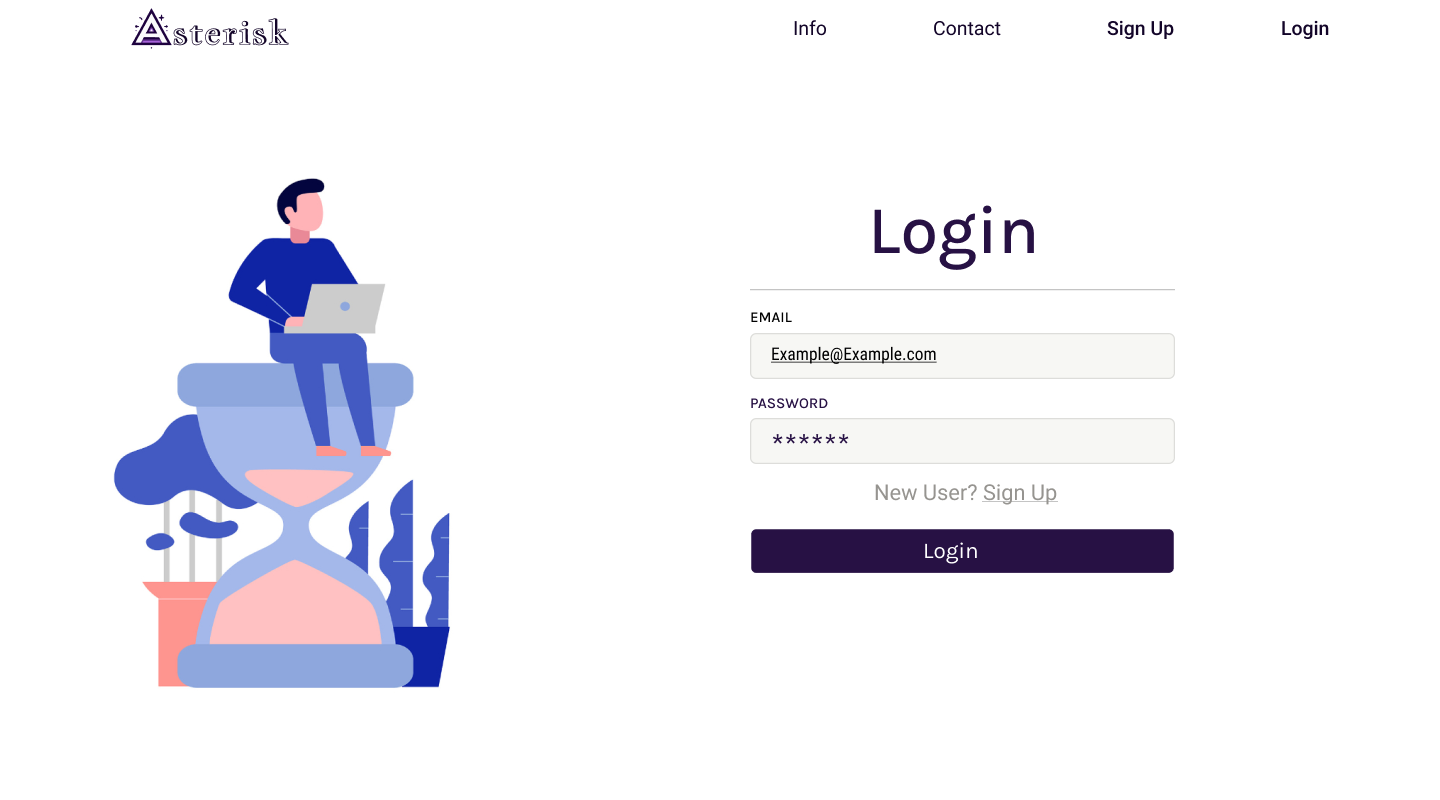 Asterisk
Info Contact Sign Up Login
Login
EMAIL
Example@Example.com
PASSWORD
******
New User? Sign Up
Login